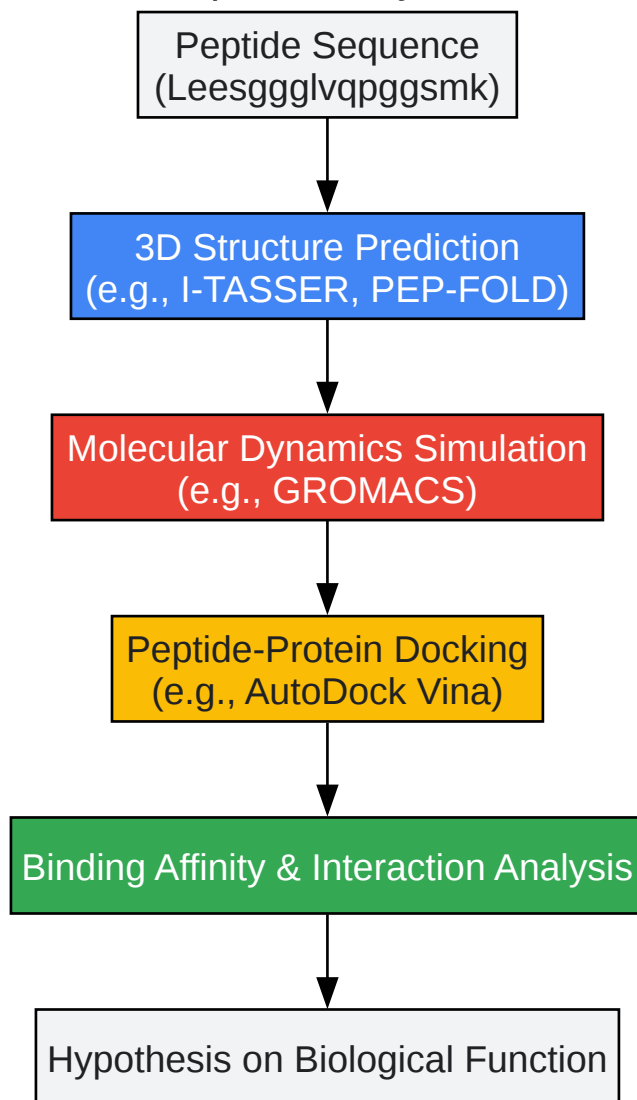 Peptide Sequence
(Leesggglvqpggsmk)
3D Structure Prediction
(e.g., I-TASSER, PEP-FOLD)
Molecular Dynamics Simulation
(e.g., GROMACS)
Peptide-Protein Docking
(e.g., AutoDock Vina)
Binding Affinity & Interaction Analysis
Hypothesis on Biological Function